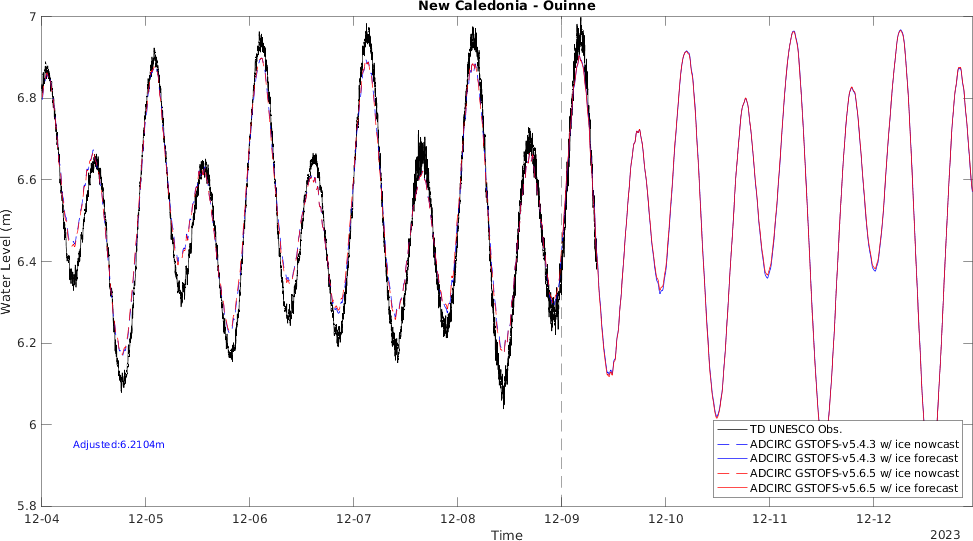 New Caledonia - Ouinne
7
6.8
6.6
6.4
6.2
6
5.8
Water Level (m)
Adjusted:6.2104m
TD UNESCO Obs.
ADCIRC GSTOFS-v5.4.3 w/ ice nowcast
ADCIRC GSTOFS-v5.4.3 w/ ice forecast
ADCIRC GSTOFS-v5.6.5 w/ ice nowcast
ADCIRC GSTOFS-v5.6.5 w/ ice forecast
12-04 12-05 12-06 12-07 12-08 12-09 12-10 12-11 12-12
Time
2023